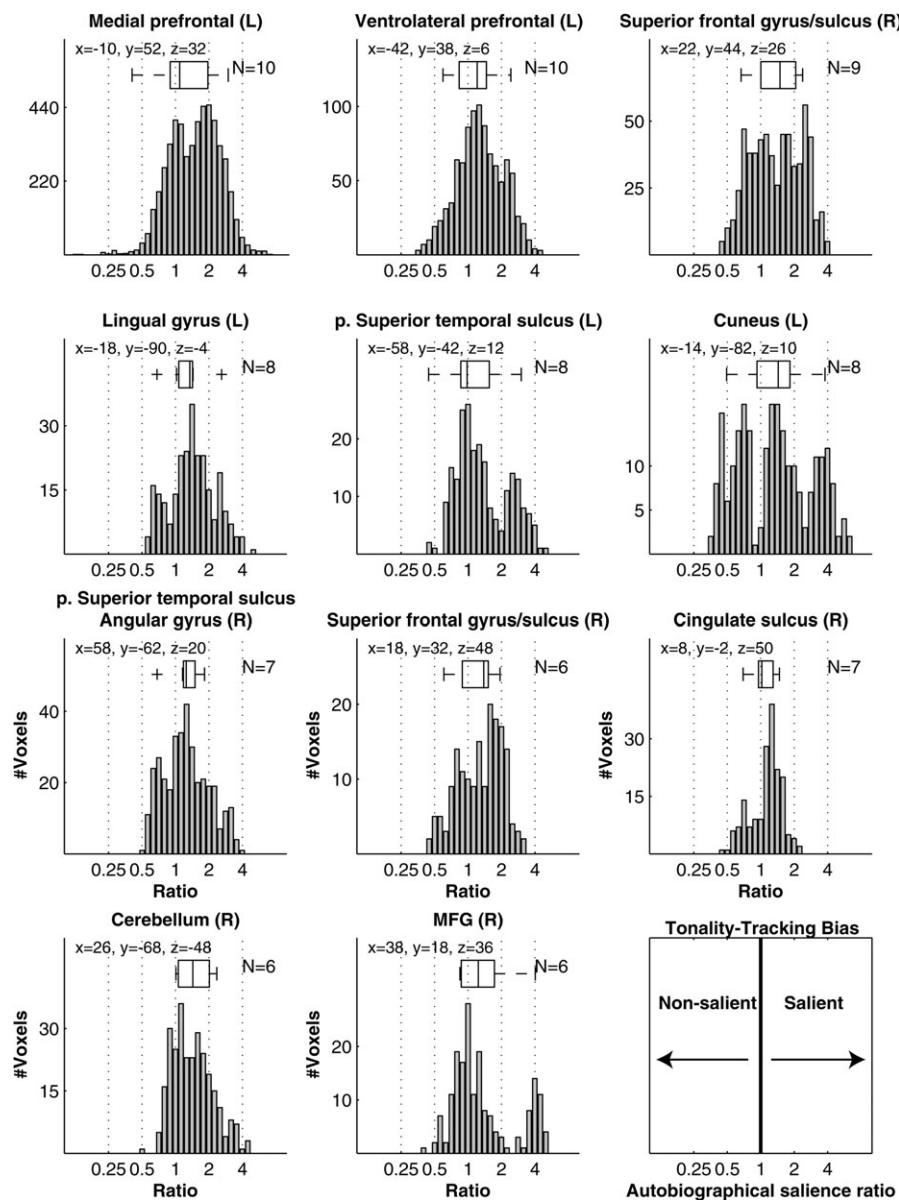 Medial prefrontal (L)
x=-10, y=52, z=32
N=10
440
220
0.25 0.5 1 2 4
Ventrolateral prefrontal (L)
x=-42, y=38, z=6
N=10
100
50
0.25 0.5 1 2 4
Superior frontal gyrus/sulcus (R)
x=22, y=44, z=26
N=9
50
25
0.25 0.5 1 2 4
Lingual gyrus (L)
x=-18, y=-90, z=-4
N=8
30
15
0.25 0.5 1 2 4
p. Superior temporal sulcus (L)
x=-58, y=-42, z=12
N=8
20
10
0.25 0.5 1 2 4
Cuneus (L)
x=-14, y=-82, z=10
N=8
10
5
0.25 0.5 1 2 4
p. Superior temporal sulcus
Angular gyrus (R)
x=58, y=-62, z=20
N=7
40
20
#Voxels
0.25 0.5 1 2 4
Ratio
Superior frontal gyrus/sulcus (R)
x=18, y=32, z=48
N=6
20
10
#Voxels
0.25 0.5 1 2 4
Ratio
Cingulate sulcus (R)
x=8, y=-2, z=50
N=7
30
15
#Voxels
0.25 0.5 1 2 4
Ratio
Cerebellum (R)
x=26, y=-68, z=-48
N=6
30
15
#Voxels
0.25 0.5 1 2 4
Ratio
MFG (R)
x=38, y=18, z=36
N=6
20
10
#Voxels
0.25 0.5 1 2 4
Ratio
Tonality-Tracking Bias
Non-salient Salient
0.25 0.5 1 2 4
Autobiographical salience ratio